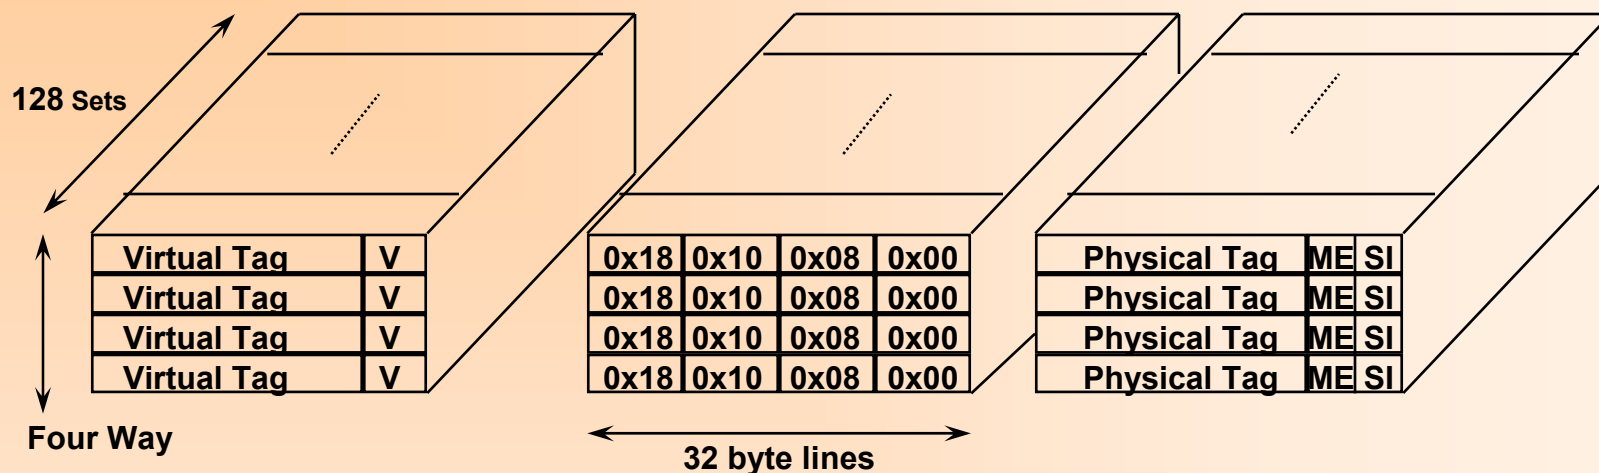 128 Sets
Virtual Tag V 0x18 0x10 0x08 0x00 Physical Tag ME SI
Virtual Tag V 0x18 0x10 0x08 0x00 Physical Tag ME SI
Virtual Tag V 0x18 0x10 0x08 0x00 Physical Tag ME SI
Virtual Tag V 0x18 0x10 0x08 0x00 Physical Tag ME SI
Four Way
32 byte lines